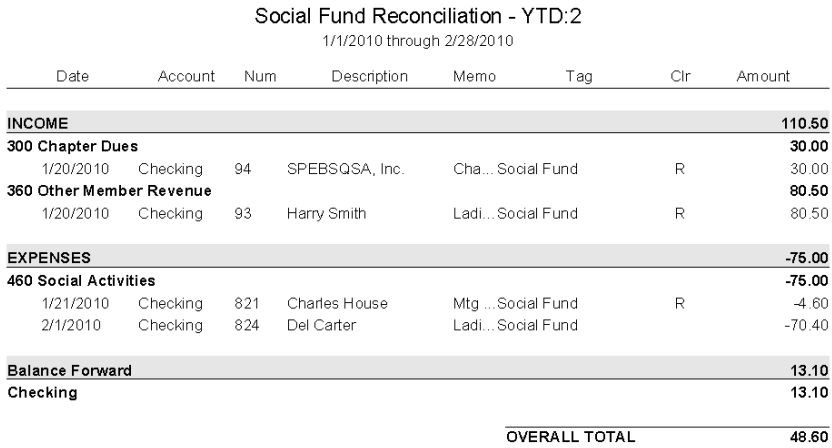 Social Fund Reconciliation - YTD:2
1/1/2010 through 2/28/2010
Date Account Num Description Memo Tag Clr Amount
INCOME 110.50
300 Chapter Dues 30.00
1/20/2010 Checking 94 SPEBSQSA, Inc. Cha... Social Fund R 30.00
360 Other Member Revenue 80.50
1/20/2010 Checking 93 Harry Smith Ladi... Social Fund R 80.50
EXPENSES -75.00
460 Social Activities -75.00
1/21/2010 Checking 821 Charles House Mtg ... Social Fund R -4.60
2/1/2010 Checking 824 Del Carter Ladi... Social Fund -70.40
Balance Forward 13.10
Checking 13.10
OVERALL TOTAL 48.60